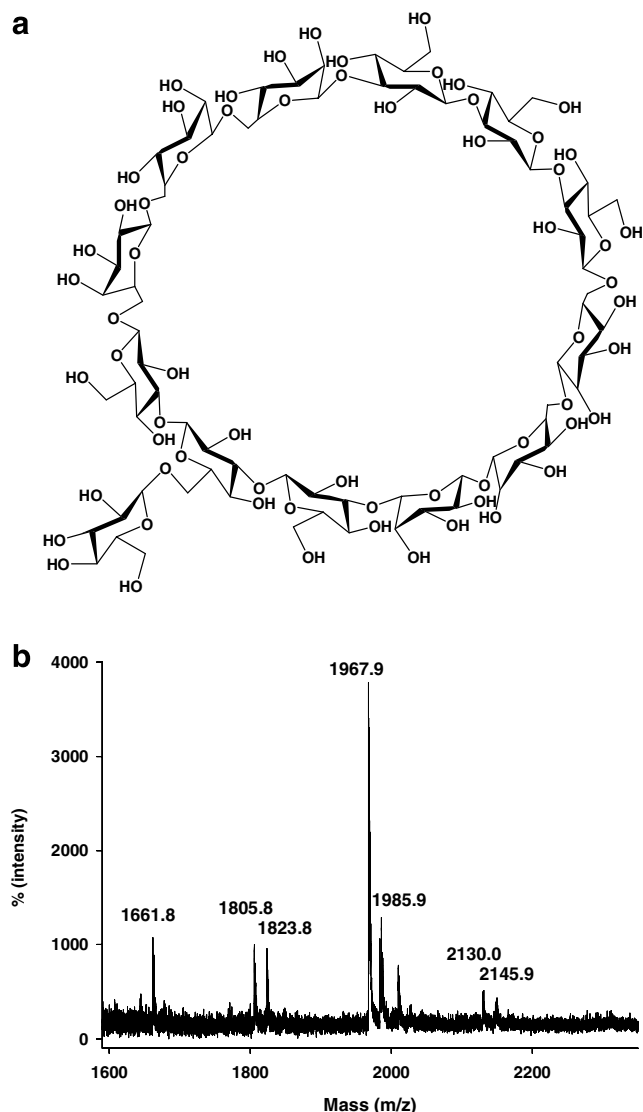 a
HO
HO
HO HO O
HO O HO
HO O HO O OH
HO O
HO HO O
O OH
HO O
OH O
HO OH
HO O O
HO O
OH
O
O
O OH
HO OH
O OH
O OH
HO OH
O
O OH
HO O OH
HO O O O O OH
O OH OH OH HO
HO
HO OH OH
HO
b
4000
3000
2000
1000
0
% (intensity)
1967.9
1661.8
1805.8
1823.8
1985.9
2130.0
2145.9
1600 1800 2000 2200
Mass (m/z)